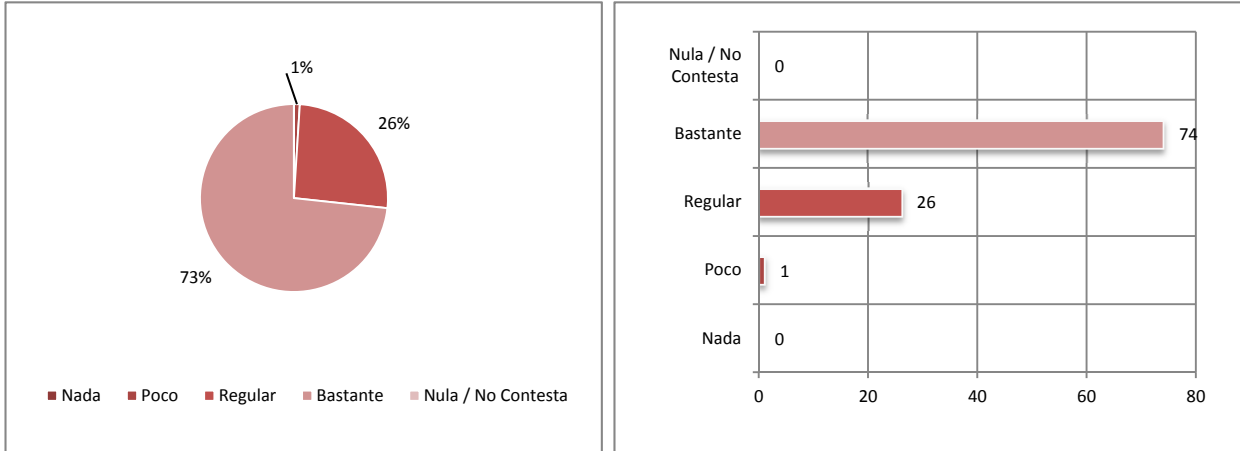 1%
26%
73%
Nada Poco Regular Bastante Nula / No Contesta
Nula / No
Contesta
0
Bastante
74
Regular
26
Poco
1
Nada
0
0 20 40 60 80